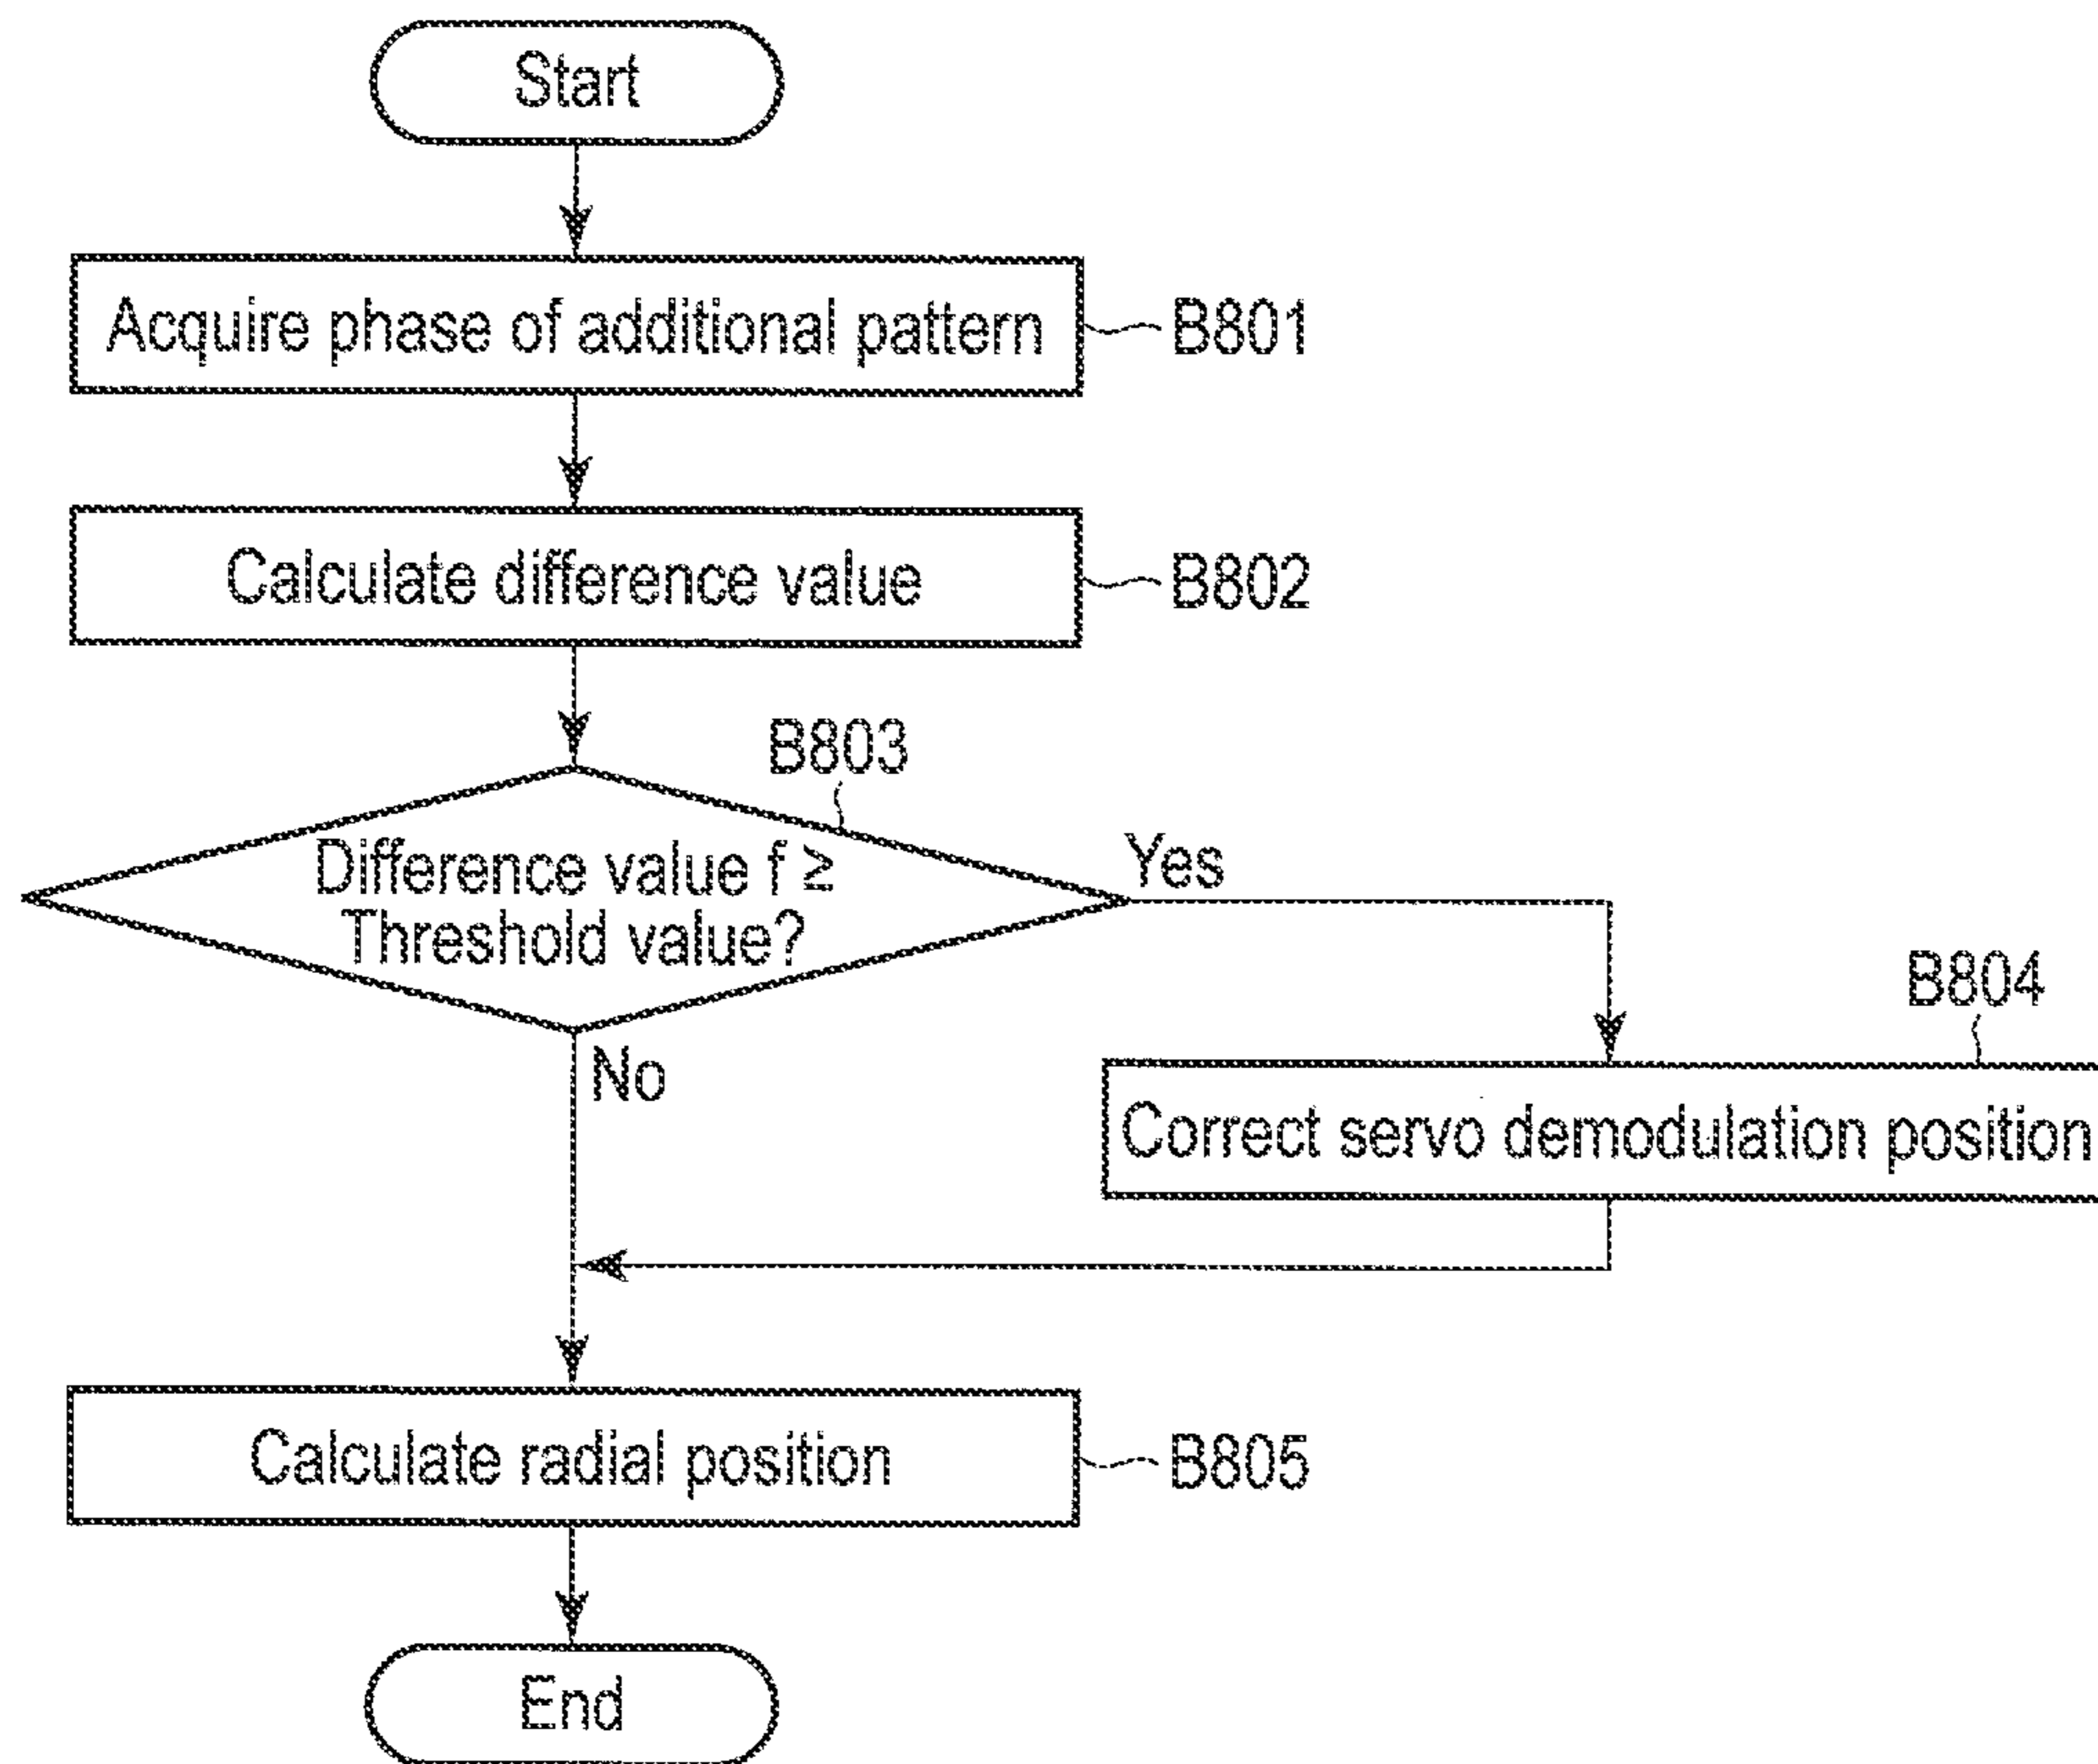 Start
Acquire phase of additional pattern
B801
Calculate difference value
B802
B803
Difference value f ≥
Threshold value?
Yes
No
B804
Correct servo demodulation position
Calculate radial position
B805
End